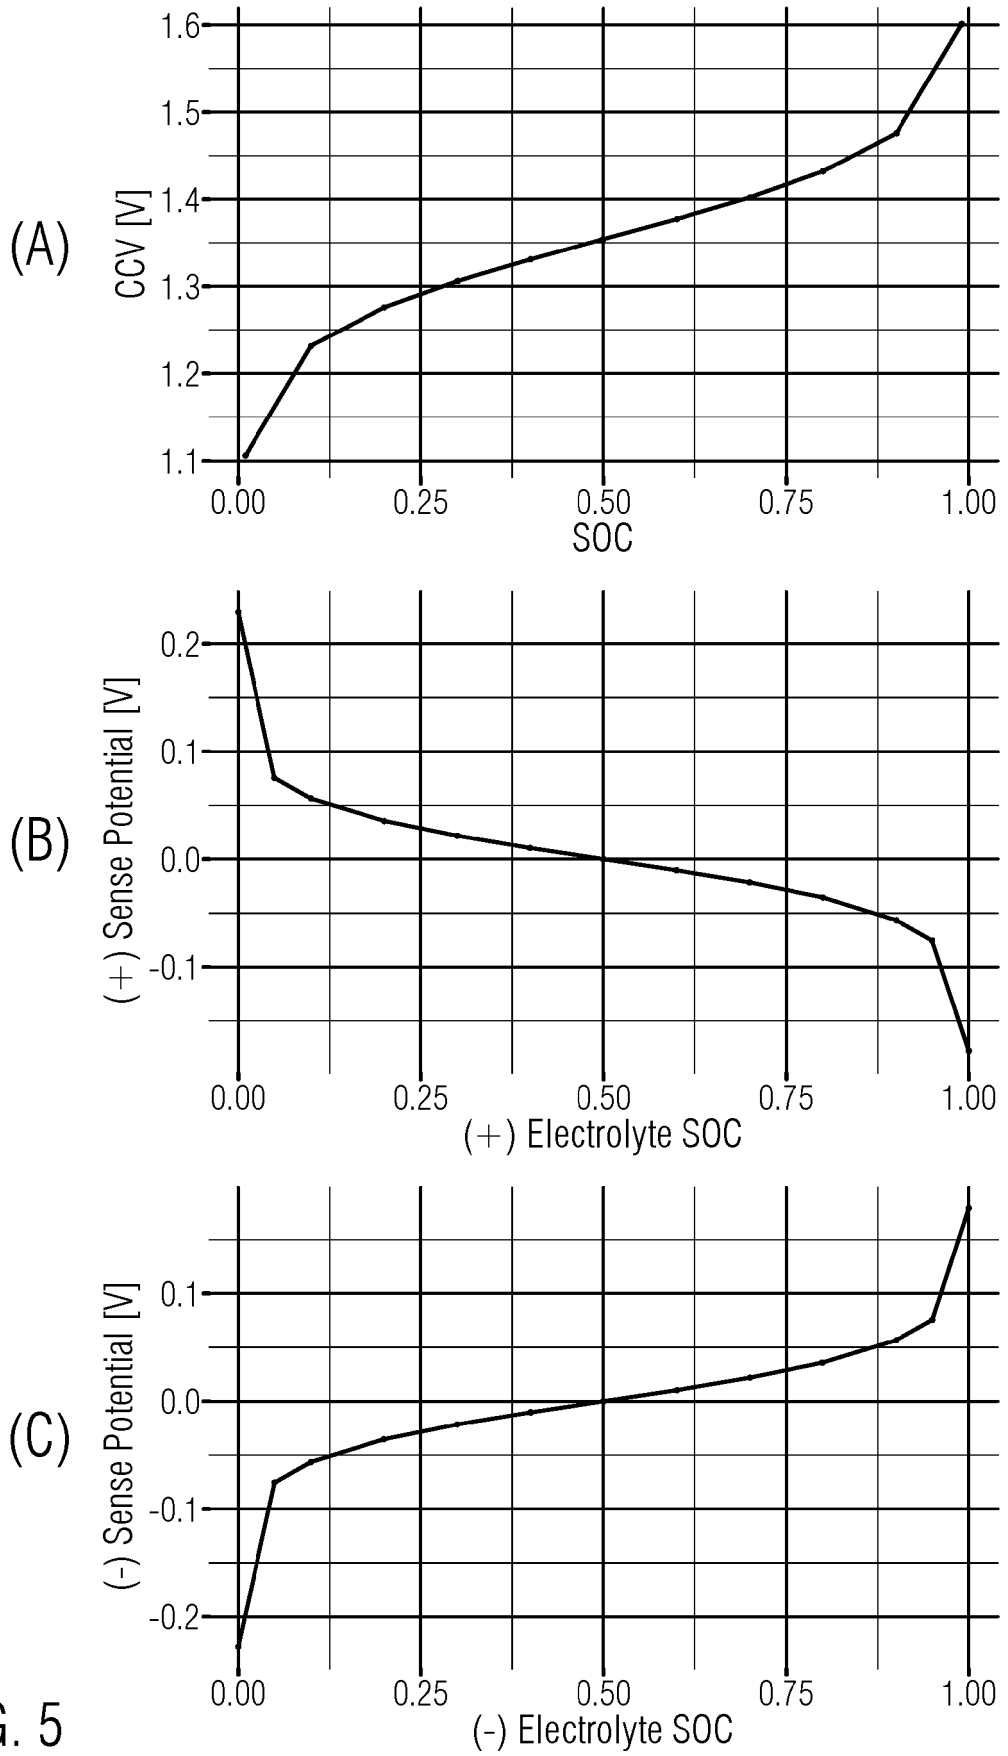 (A)
CCV [V]
1.6
1.5
1.4
1.3
1.2
1.1
0.00 0.25 0.50 0.75 1.00
SOC
(B)
(+) Sense Potential [V]
0.2
0.1
0.0
-0.1
0.00 0.25 0.50 0.75 1.00
(+) Electrolyte SOC
(C)
(-) Sense Potential [V]
0.1
0.0
-0.1
-0.2
0.00 0.25 0.50 0.75 1.00
(-) Electrolyte SOC
G. 5